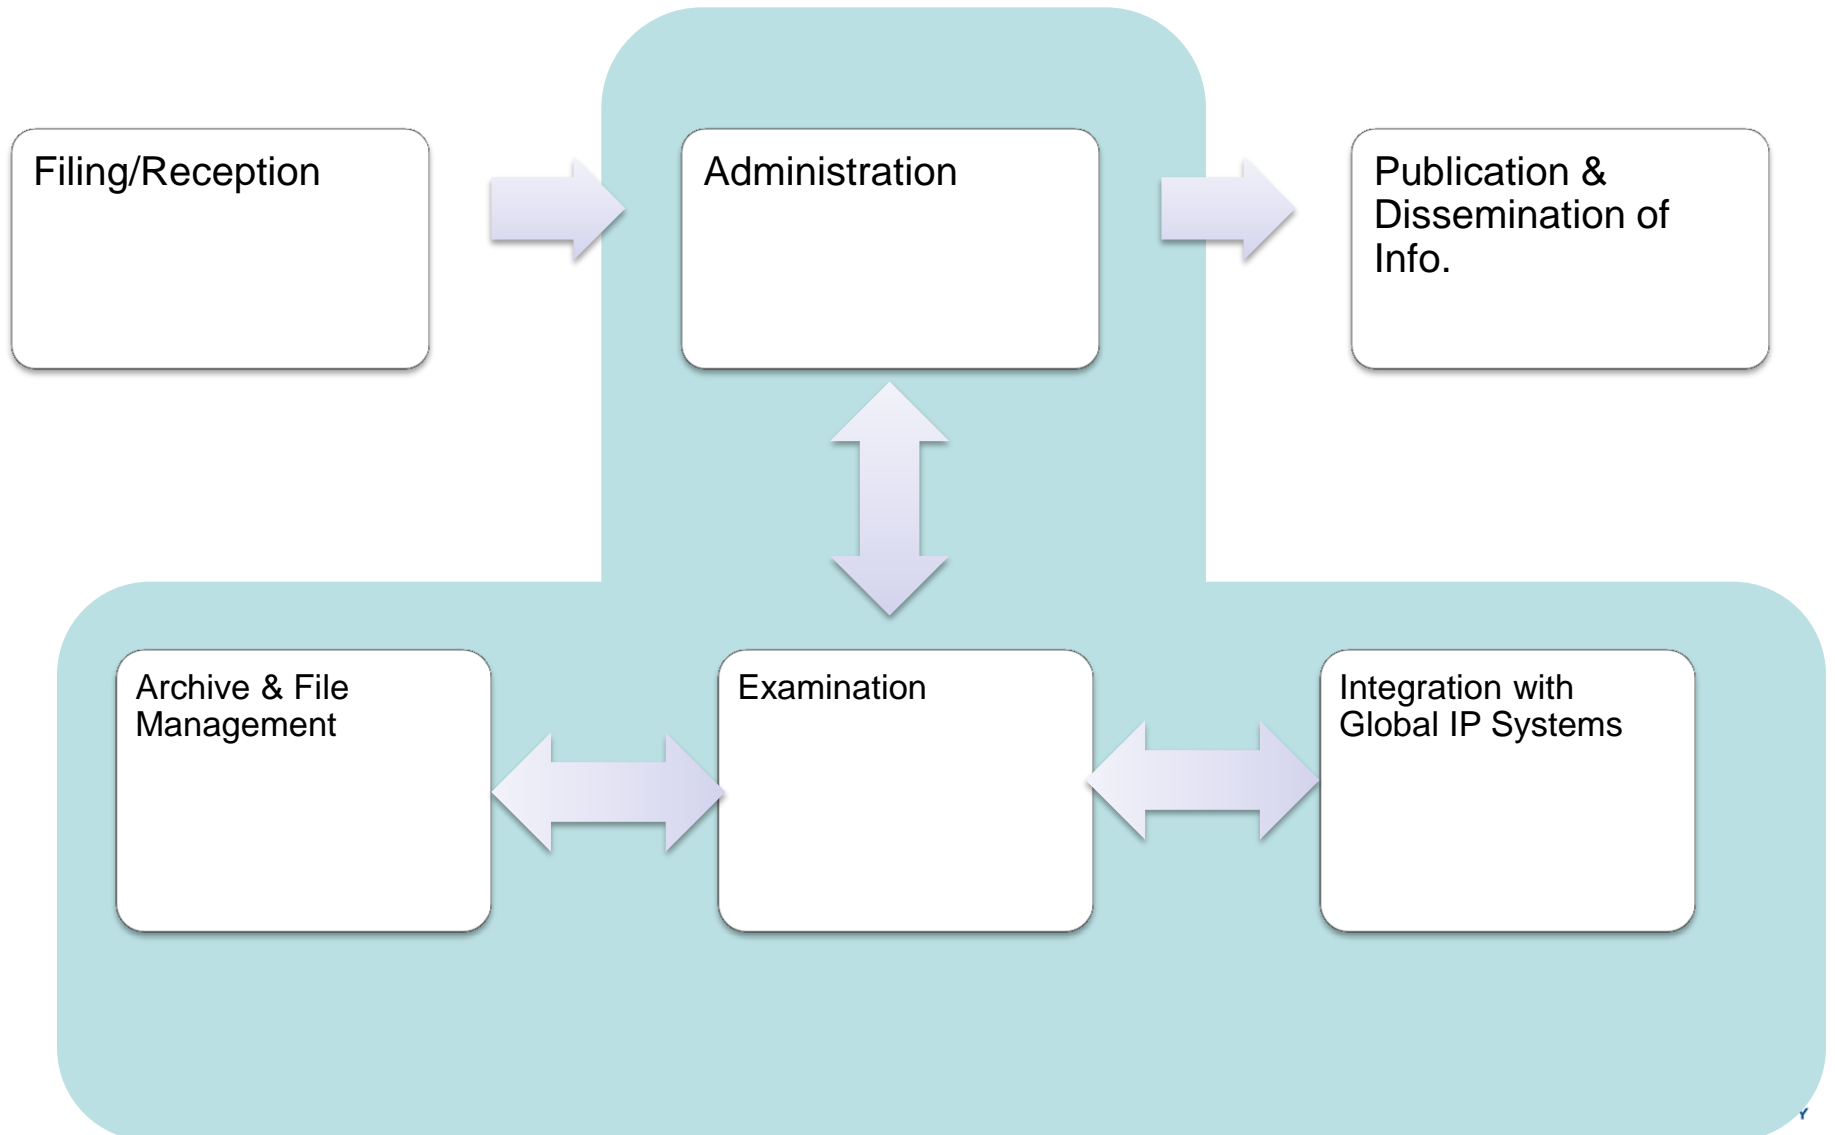 Filing/Reception
Administration
Publication &
Dissemination of
Info.
Archive & File
Management
Examination
Integration with
Global IP Systems
Y